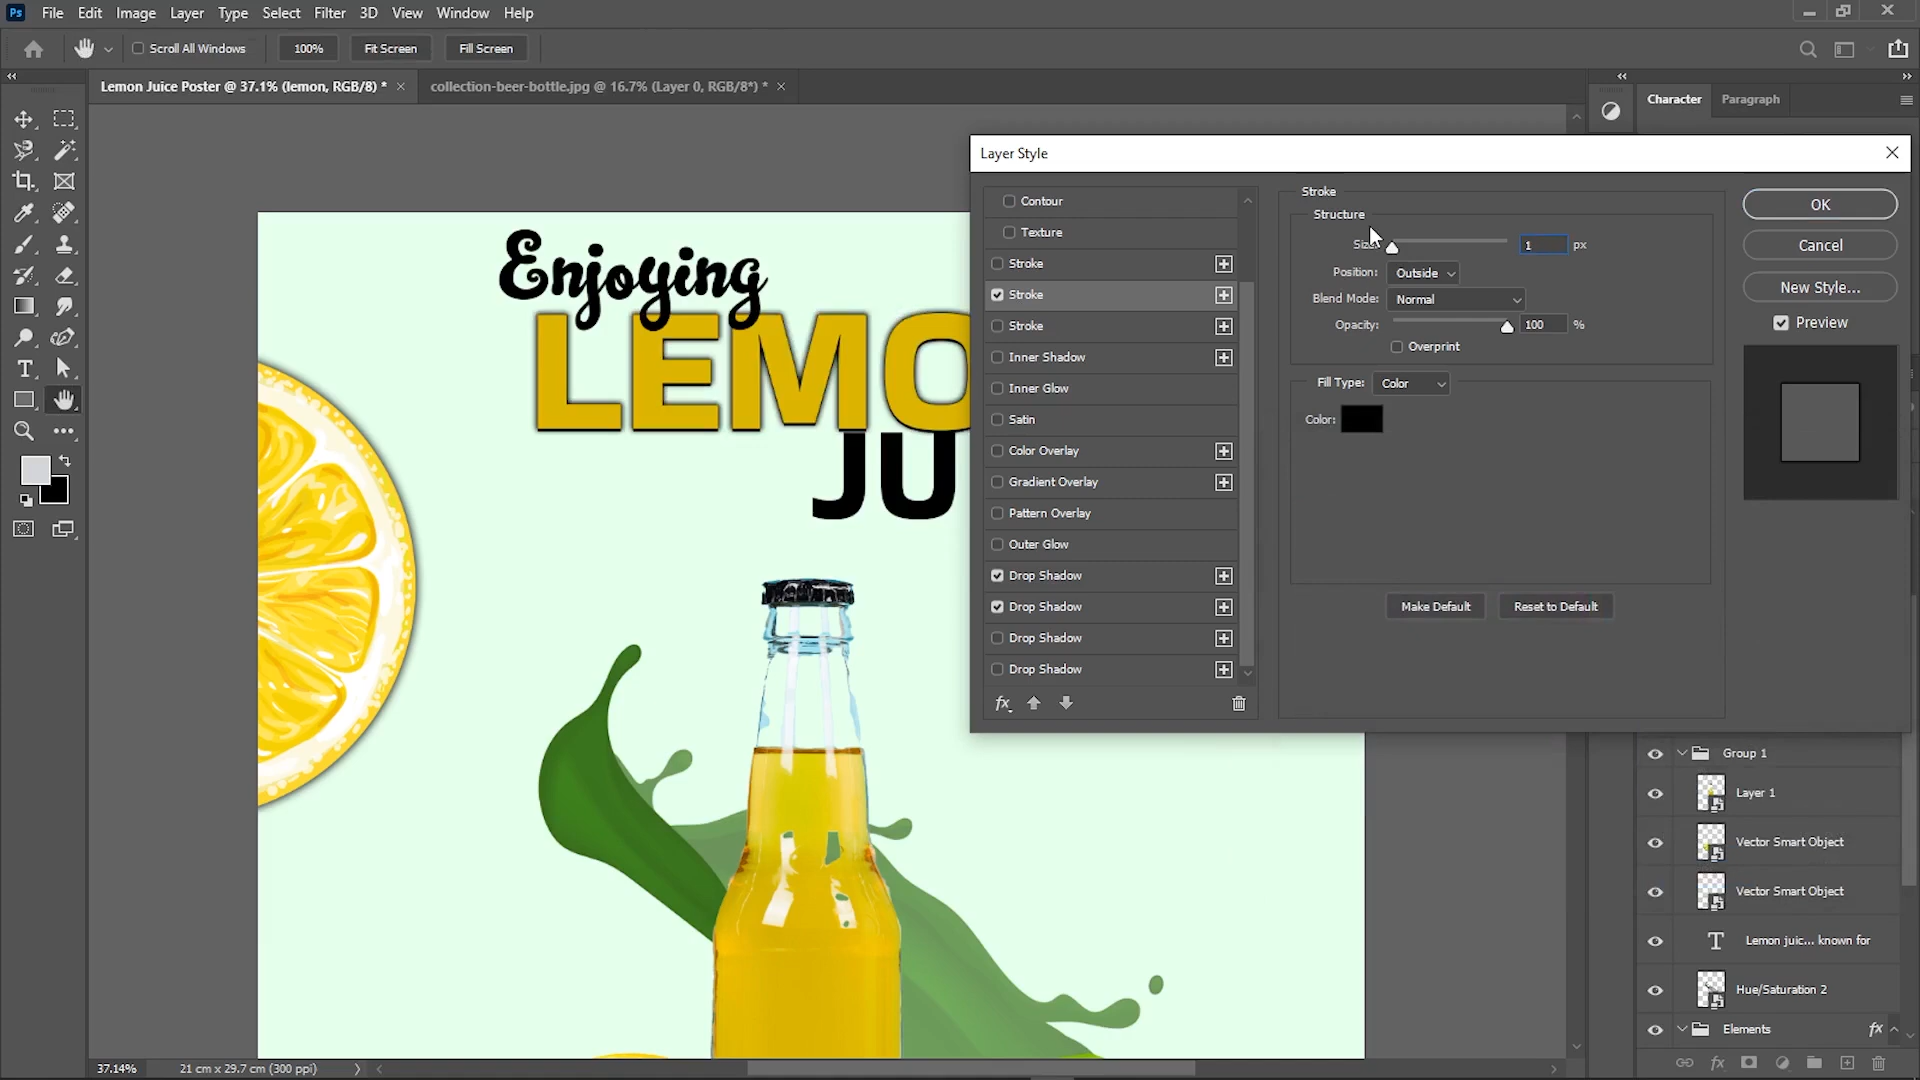 Ps File Edit Image Layer Type Select Filter 3D View Window Help
Scroll All Windows 100% Fit Screen Fill Screen
Lemon Juice Poster @ 37.1% (lemon, RGB/8) * collection-beer-bottle.jpg @ 16.7% (Layer 0, RGB/8*) *
Character Paragraph
Layer Style
Contour
Texture
Stroke
Stroke
Stroke
Inner Shadow
Inner Glow
Satin
Color Overlay
Gradient Overlay
Pattern Overlay
Outer Glow
Drop Shadow
Drop Shadow
Drop Shadow
Drop Shadow
fx
Stroke
Structure
Size: 1 px
Position: Outside
Blend Mode: Normal
Opacity: 100 %
Overprint
Fill Type: Color
Color:
Make Default Reset to Default
OK
Cancel
New Style...
Preview
Enjoying
LEMO
JU
Group 1
Layer 1
Vector Smart Object
Vector Smart Object
T Lemon juic... known for
Hue/Saturation 2
Elements fx
fx
37.14% 21 cm x 29.7 cm (300 ppi)